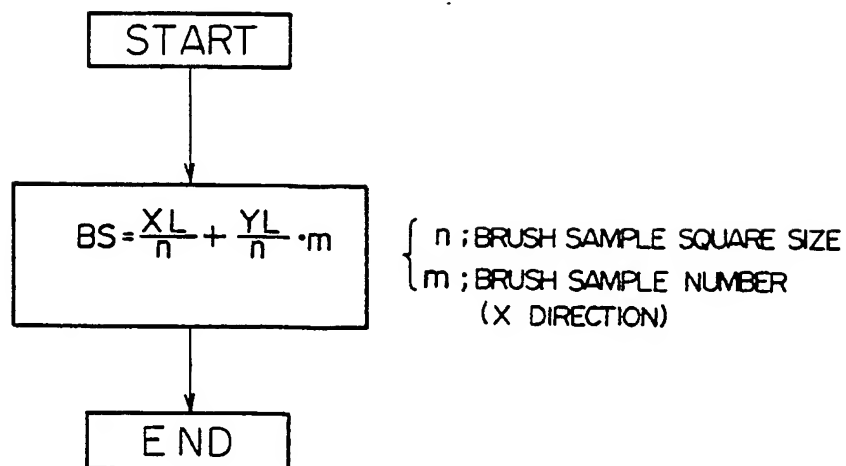 START
BS = XL/n + YL/n · m
n ; BRUSH SAMPLE SQUARE SIZE
m ; BRUSH SAMPLE NUMBER
(X DIRECTION)
END